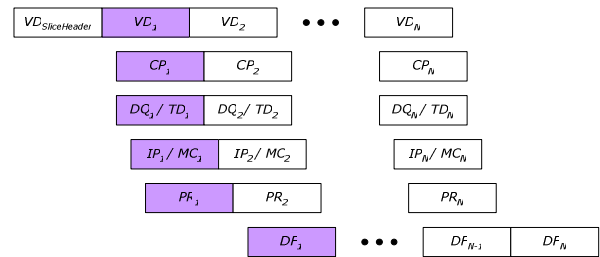 VD_SliceHeader VD_1 VD_2 ••• VD_N
CP_1 CP_2 CP_N
DQ_1/ TD_1 DQ_2/ TD_2 DQ_N/ TD_N
IP_1/ MC_1 IP_2/ MC_2 IP_N/ MC_N
PR_1 PR_2 PR_N
DF_1 ••• DF_N-1 DF_N